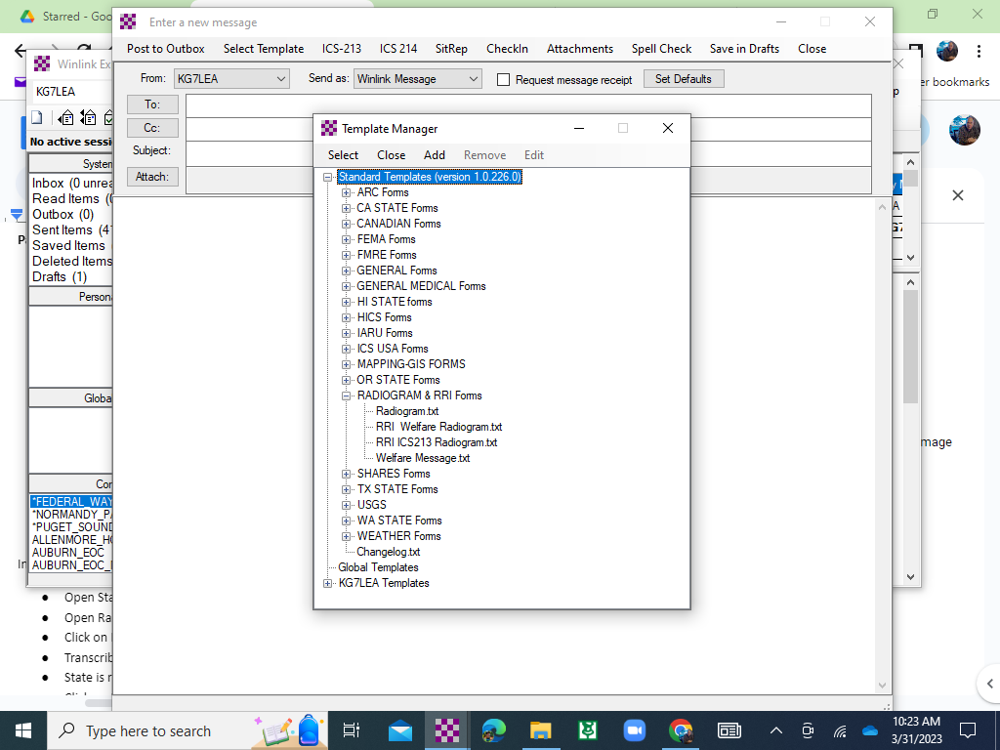 Starred - Goo
Enter a new message
Post to Outbox Select Template ICS-213 ICS 214 SitRep CheckIn Attachments Spell Check Save in Drafts Close
Winlink Ex
From: KG7LEA Send as: Winlink Message Request message receipt Set Defaults
er bookmarks
KG7LEA
To:
Cc:
Subject:
Attach:
No active sessi
System
Inbox (0 unrea
Read Items (
Outbox (0)
Sent Items (4
Saved Items
Deleted Items
Drafts (1)
Persona
Globa
Con
*FEDERAL_WAY
*NORMANDY_PA
*PUGET_SOUND
ALLENMORE_HO
AUBURN_EOC
AUBURN_EOC_
Template Manager
Select Close Add Remove Edit
Standard Templates (version 1.0.226.0)
ARC Forms
CA STATE Forms
CANADIAN Forms
FEMA Forms
FMRE Forms
GENERAL Forms
GENERAL MEDICAL Forms
HI STATE forms
HICS Forms
IARU Forms
ICS USA Forms
MAPPING-GIS FORMS
OR STATE Forms
RADIOGRAM & RRI Forms
Radiogram.txt
RRI Welfare Radiogram.txt
RRI ICS213 Radiogram.txt
Welfare Message.txt
SHARES Forms
TX STATE Forms
USGS
WA STATE Forms
WEATHER Forms
Changelog.txt
Global Templates
KG7LEA Templates
mage
In
Open Sta
Open Ra
Click on
Transcrib
State is r
Type here to search
10:23 AM
3/31/2023